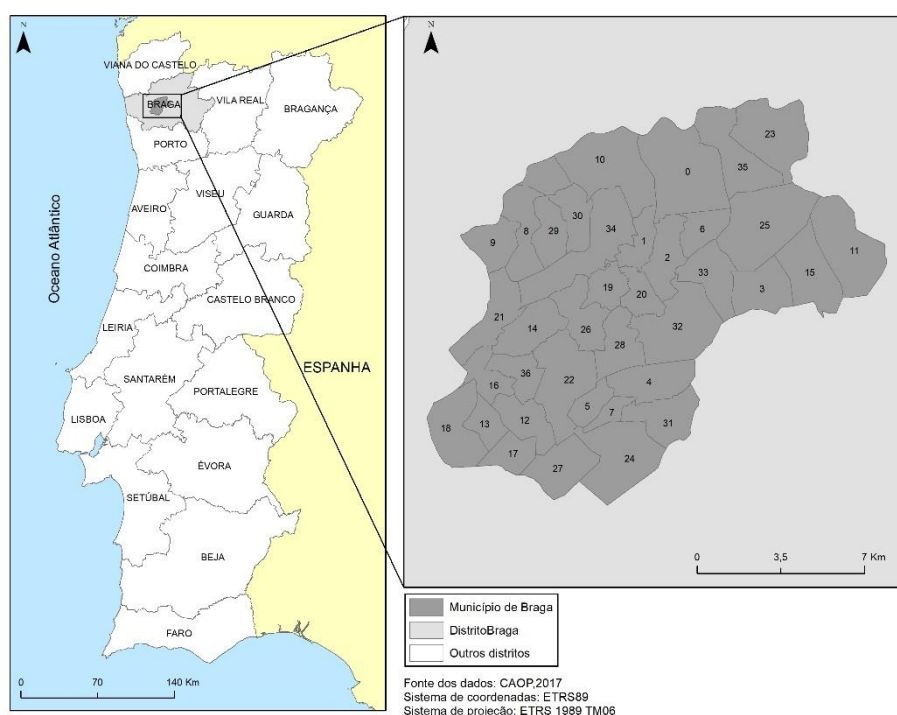 N
VIANA DO CASTELO
BRAGA
VILA REAL
BRAGANÇA
PORTO
VISEU
AVEIRO
GUARDA
COIMBRA
CASTELO BRANCO
LEIRIA
ESPANHA
SANTARÉM
PORTALEGRE
LISBOA
ÉVORA
SETÚBAL
BEJA
FARO
Oceano Atlântico
0 70 140 Km
N
23
10
0
35
30
8
29
34
6
25
9
1
2
11
33
15
3
19
20
21
14
26
32
28
36
22
16
4
5
7
18
13
12
31
17
27
24
0 3,5 7 Km
Município de Braga
DistritoBraga
Outros distritos
Fonte dos dados: CAOP,2017
Sistema de coordenadas: ETRS89
Sistema de projeção: ETRS 1989 TM06